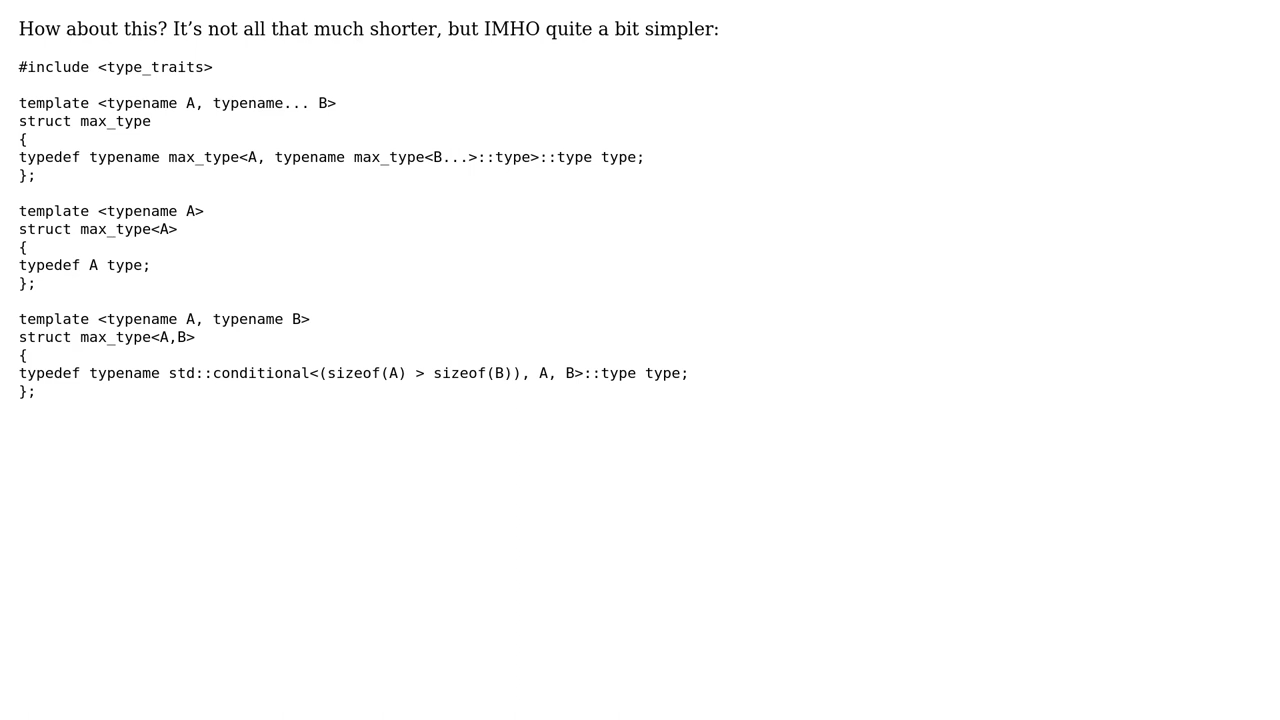 How about this? It’s not all that much shorter, but IMHO quite a bit simpler:
#include <type_traits>
template <typename A, typename... B>
struct max_type
{
typedef typename max_type<A, typename max_type<B...>::type>::type type;
};
template <typename A>
struct max_type<A>
{
typedef A type;
};
template <typename A, typename B>
struct max_type<A,B>
{
typedef typename std::conditional<(sizeof(A) > sizeof(B)), A, B>::type type;
};